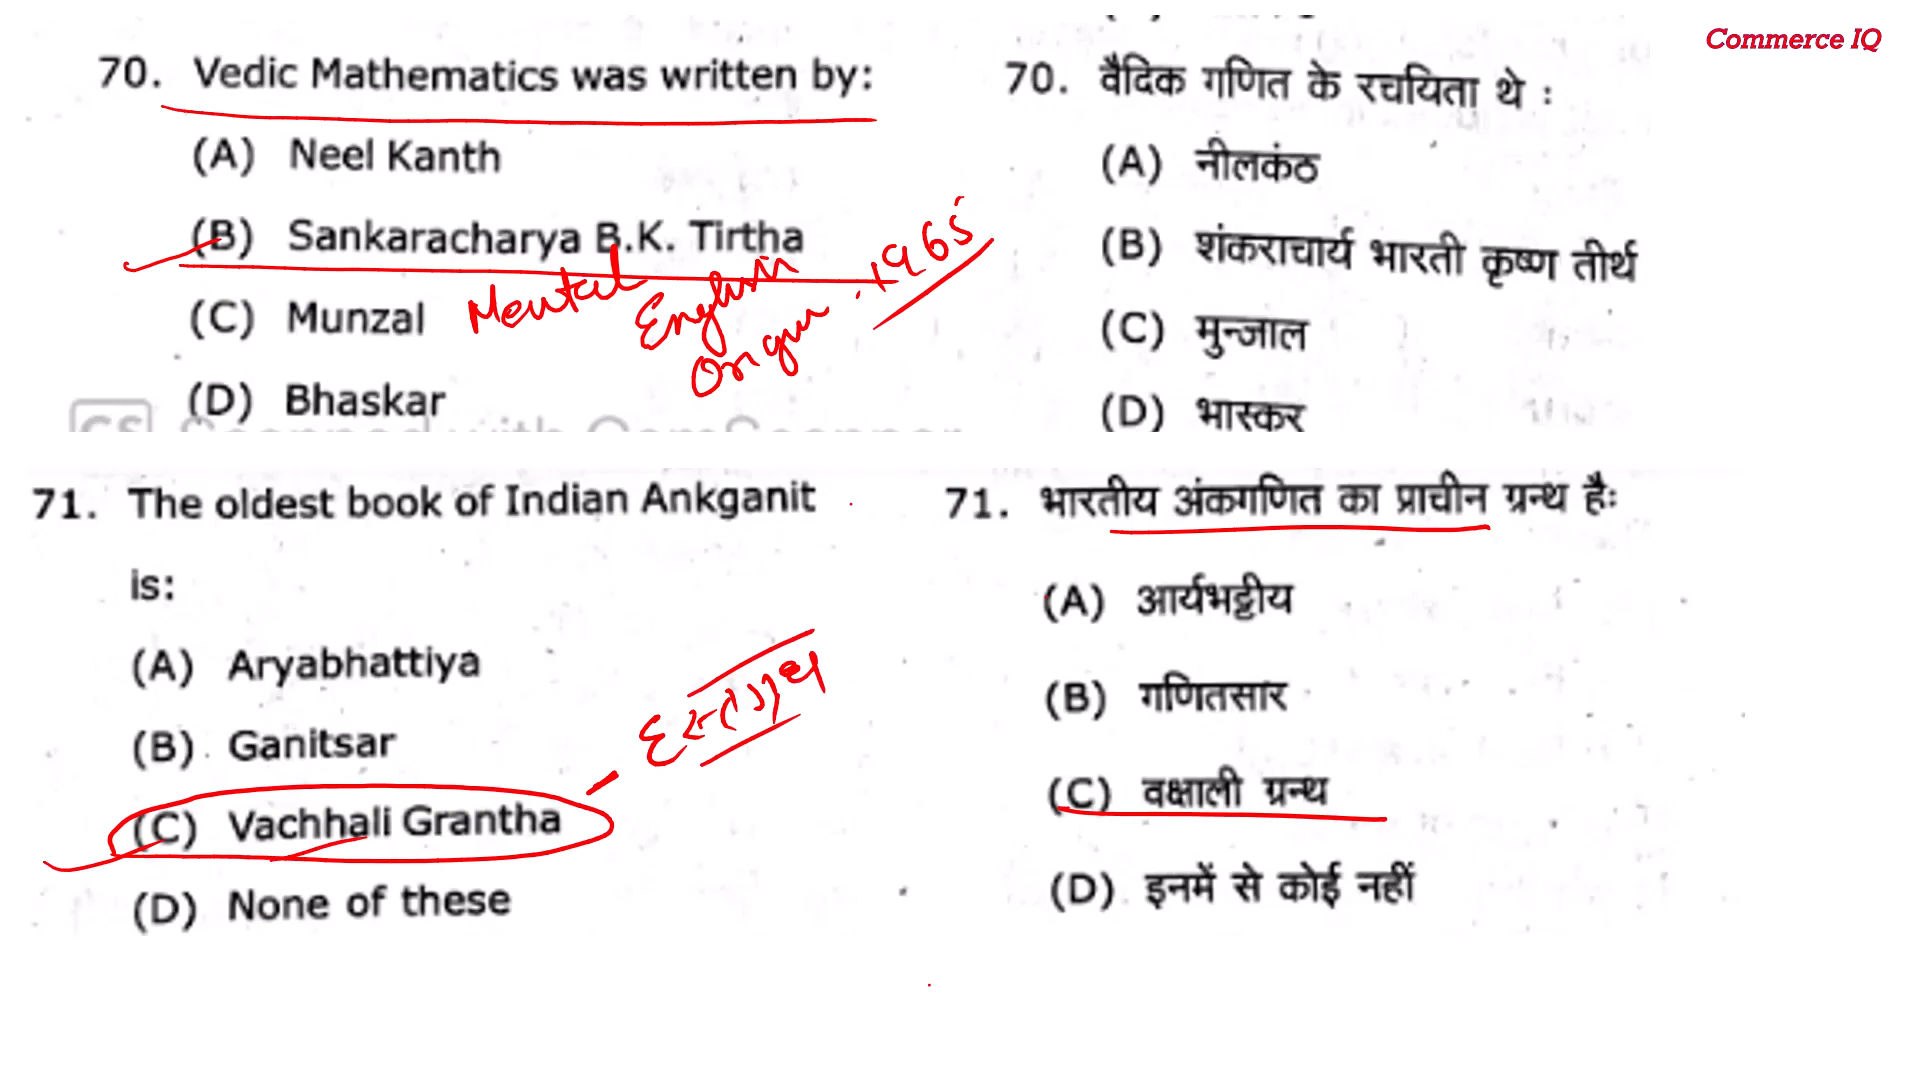 Commerce IQ
70. Vedic Mathematics was written by:
(A) Neel Kanth
(B) Sankaracharya B.K. Tirtha
(C) Munzal
(D) Bhaskar
Mental
English
1965
70. वैदिक गणित के रचयिता थे :
(A) नीलकंठ
(B) शंकराचार्य भारती कृष्ण तीर्थ
(C) मुन्जाल
(D) भास्कर
71. The oldest book of Indian Ankganit
is:
(A) Aryabhattiya
(B) Ganitsar
(C) Vachhali Grantha
(D) None of these
71. भारतीय अंकगणित का प्राचीन ग्रन्थ हैः
(A) आर्यभट्टीय
(B) गणितसार
(C) वक्षाली ग्रन्थ
(D) इनमें से कोई नहीं